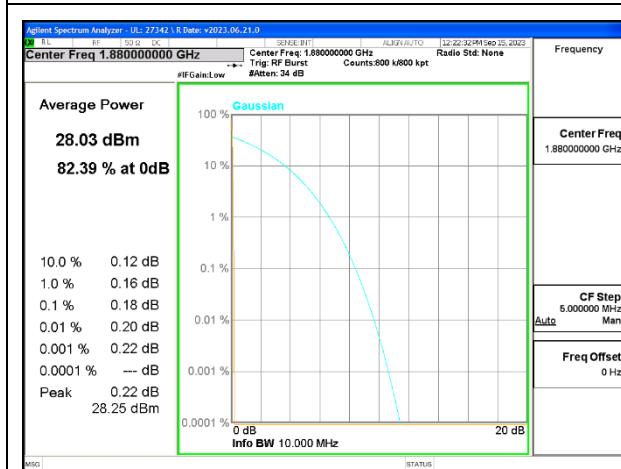 Agilent Spectrum Analyzer - UL: 27342 \ R Date: v2023.06.21.0
RL RF 50 Ω DC SENSE:INT ALIGN AUTO 12:22:32 PM Sep 15, 2023
Center Freq 1.880000000 GHz
Center Freq: 1.880000000 GHz Radio Std: None
Trig: RF Burst Counts:800 k/800 kpt
#IFGain:Low #Atten: 34 dB
Frequency
Average Power
28.03 dBm
82.39 % at 0dB
10.0 % 0.12 dB
1.0 % 0.16 dB
0.1 % 0.18 dB
0.01 % 0.20 dB
0.001 % 0.22 dB
0.0001 % --- dB
Peak 0.22 dB
28.25 dBm
Gaussian
100 %
10 %
1 %
0.1 %
0.01 %
0.001 %
0.0001 %
0 dB 20 dB
Info BW 10.000 MHz
Center Freq
1.880000000 GHz
CF Step
5.000000 MHz
Auto Man
Freq Offset
0 Hz
MSG STATUS